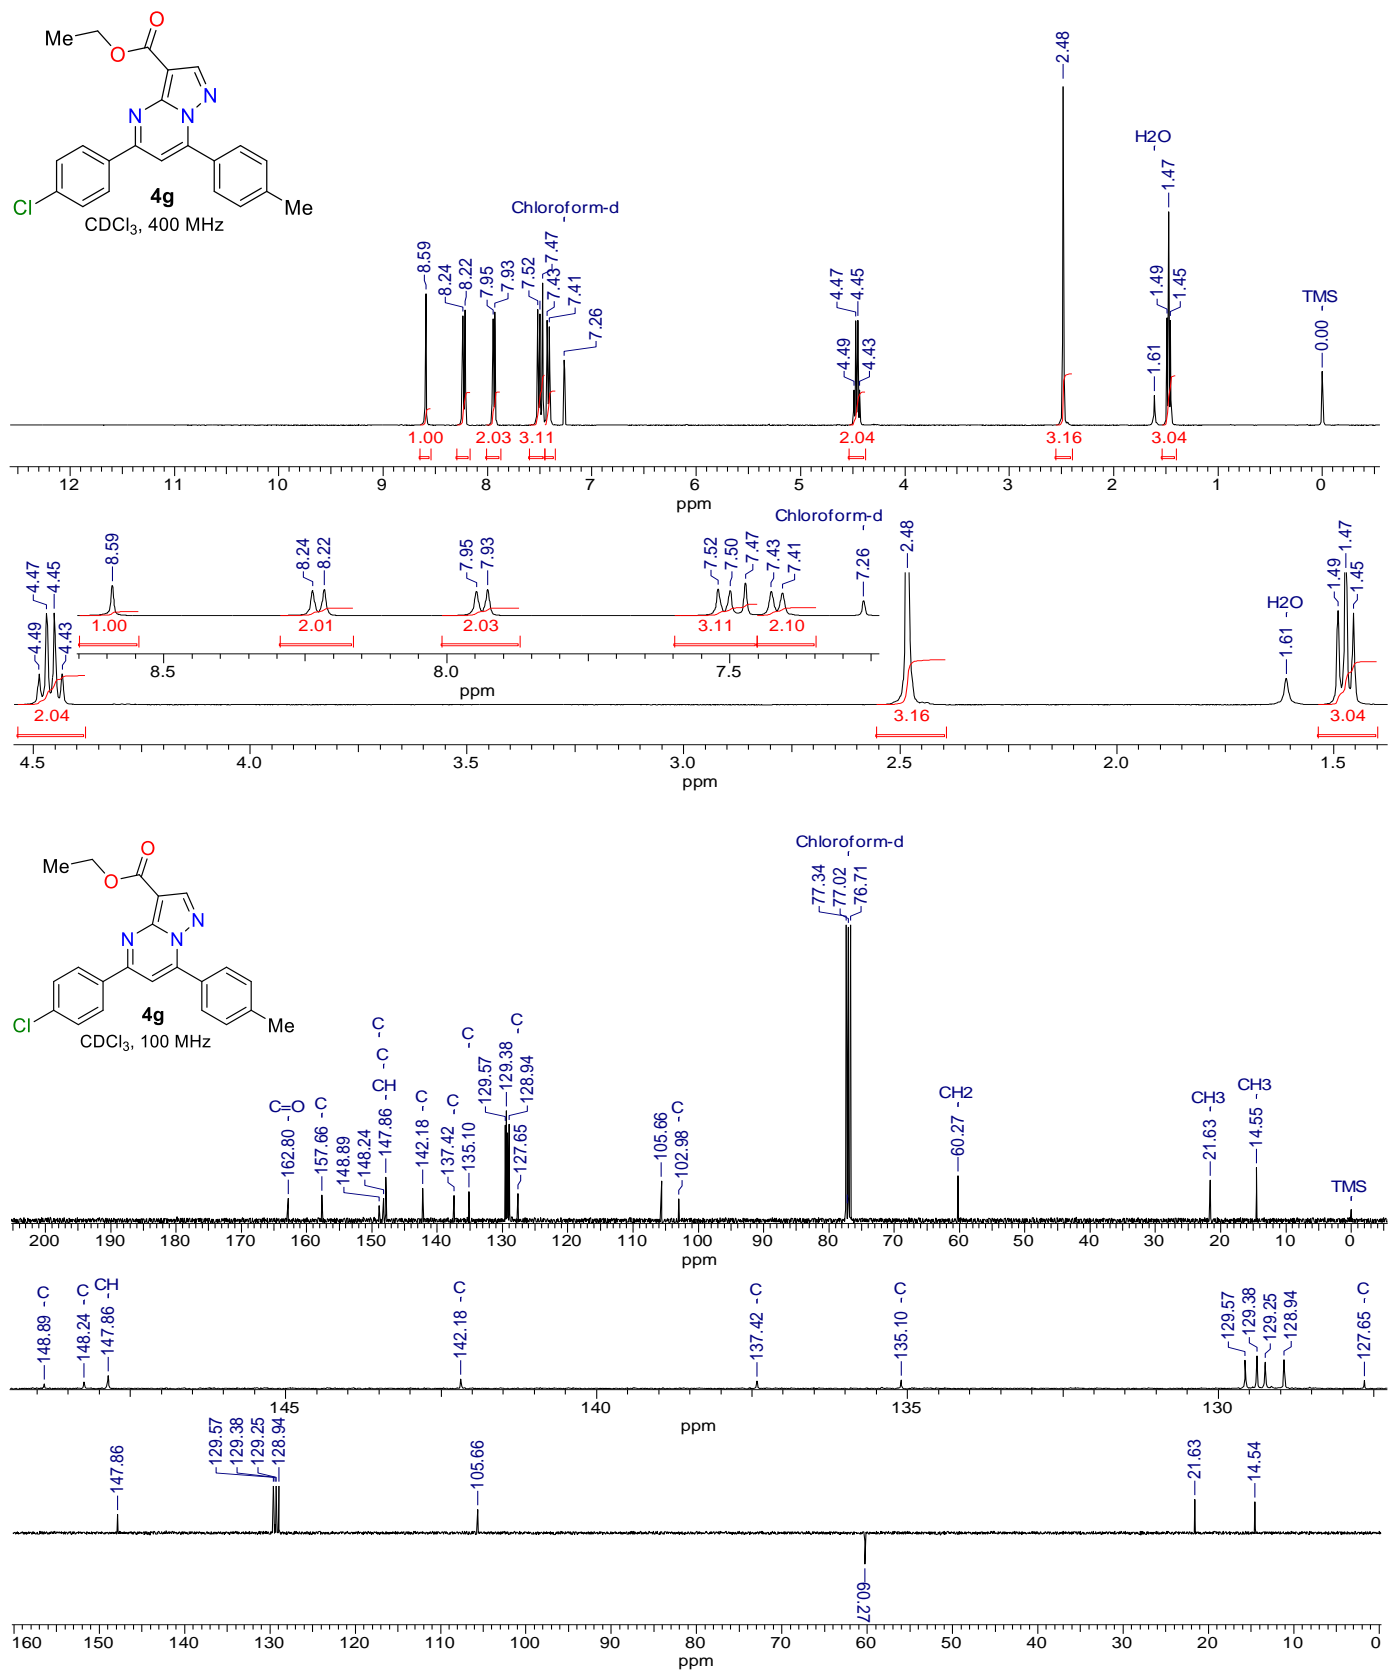 O
Me
O
N
N
N
4g
Cl
Me
CDCl3, 400 MHz
Chloroform-d
H2O
TMS
8.59
8.24
8.22
7.95
7.93
7.52
7.47
7.43
7.41
7.26
4.49
4.47
4.45
4.43
2.48
1.61
1.49
1.47
1.45
0.00
1.00 2.03 3.11 2.04 3.16 3.04
12 11 10 9 8 7 6 5 4 3 2 1 0
ppm
Chloroform-d
8.59
8.24
8.22
7.95
7.93
7.52
7.50
7.47
7.43
7.41
7.26
1.00 2.01 2.03 3.11 2.10
8.5 8.0 7.5
ppm
4.49
4.47
4.45
4.43
2.48
H2O
1.61
1.49
1.47
1.45
2.04 3.16 3.04
4.5 4.0 3.5 3.0 2.5 2.0 1.5
ppm
O
Me
O
N
N
N
4g
Cl
Me
CDCl3, 100 MHz
Chloroform-d
77.34
77.02
76.71
C=O
162.80
157.66 - C
148.89 - C
148.24 - C
147.86 - CH
142.18 - C
137.42 - C
135.10 - C
129.57
129.38
128.94
127.65 - C
105.66
102.98 - C
CH2
60.27
CH3
21.63
CH3
14.55
TMS
200 190 180 170 160 150 140 130 120 110 100 90 80 70 60 50 40 30 20 10 0
ppm
148.89 - C
148.24 - C
147.86 - CH
142.18 - C
137.42 - C
135.10 - C
129.57
129.38
129.25
128.94
127.65 - C
145 140 135 130
ppm
147.86
129.57
129.38
129.25
128.94
105.66
60.27
21.63
14.54
160 150 140 130 120 110 100 90 80 70 60 50 40 30 20 10 0
ppm